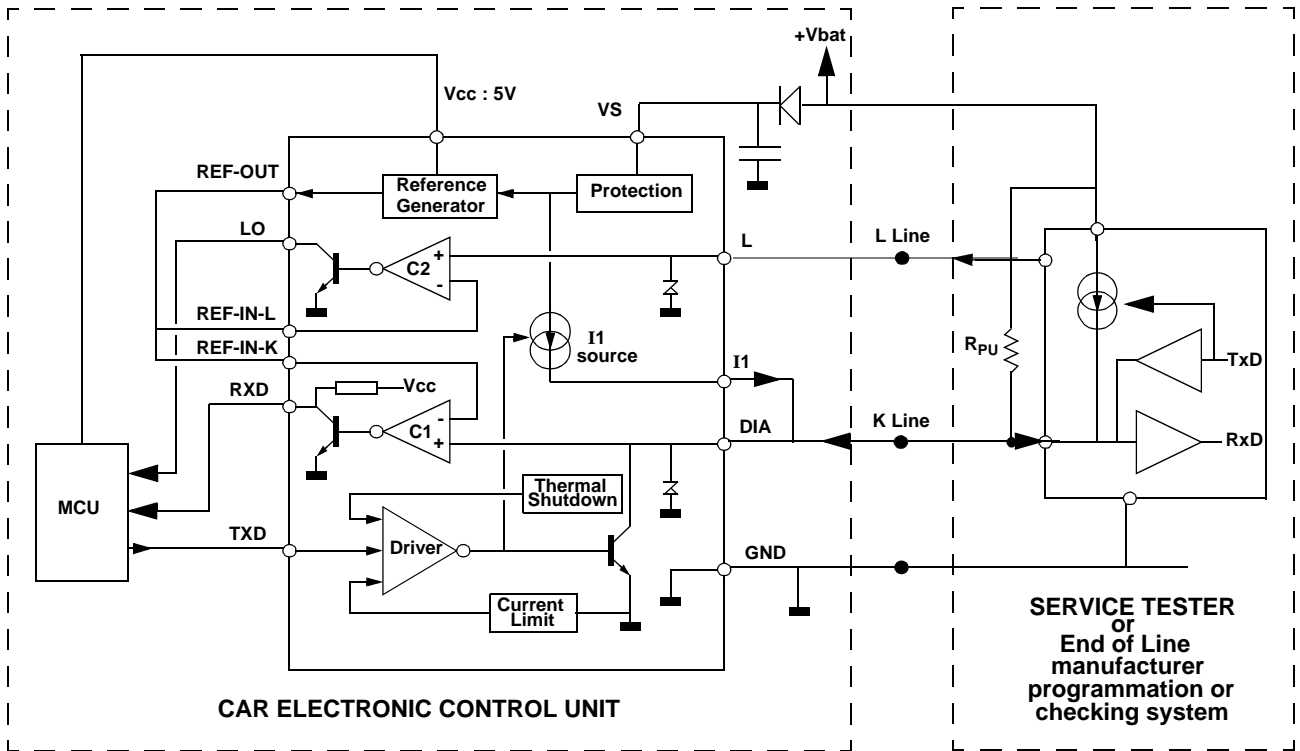 +Vbat
Vcc : 5V
VS
REF-OUT
Reference
Generator
Protection
LO
L
L Line
C2
+
-
REF-IN-L
REF-IN-K
I1
source
RPU
TxD
I1
RXD
Vcc
-
C1
+
DIA
K Line
RxD
Thermal
Shutdown
MCU
TXD
Driver
GND
Current
Limit
SERVICE TESTER
or
End of Line
manufacturer
programmation or
checking system
CAR ELECTRONIC CONTROL UNIT